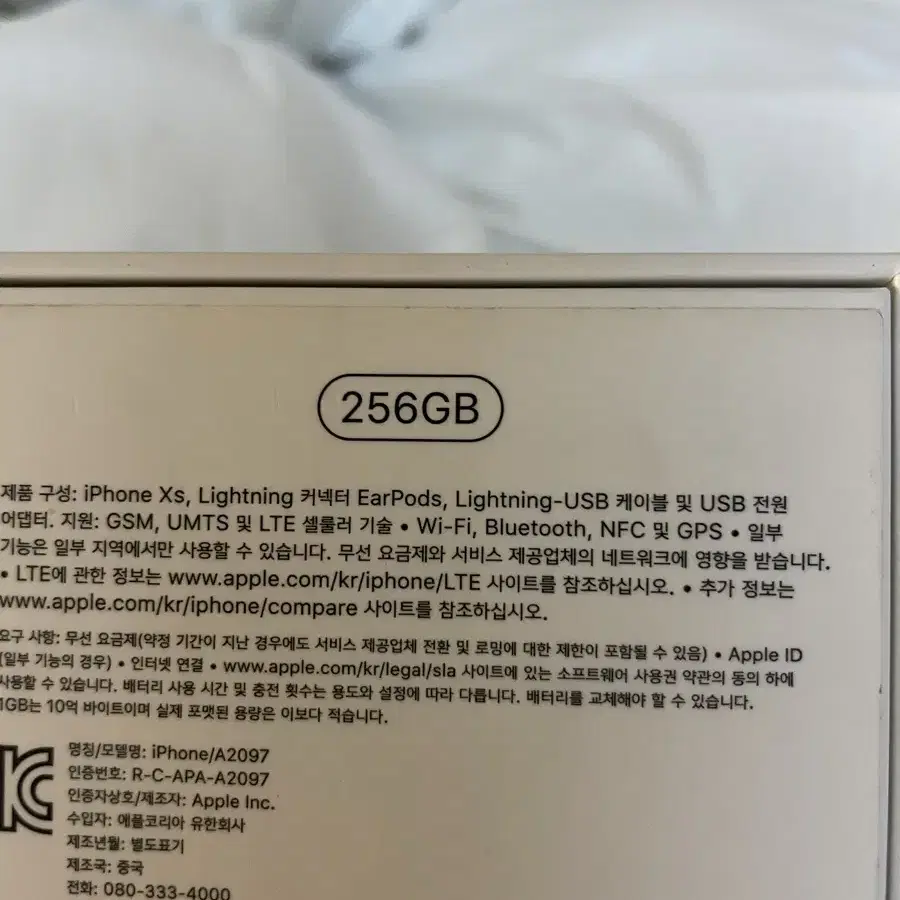 256GB
제품 구성: iPhone Xs, Lightning 커넥터 EarPods, Lightning-USB 케이블 및 USB 전원
어댑터. 지원: GSM, UMTS 및 LTE 셀룰러 기술 • Wi-Fi, Bluetooth, NFC 및 GPS • 일부
기능은 일부 지역에서만 사용할 수 있습니다. 무선 요금제와 서비스 제공업체의 네트워크에 영향을 받습니다.
• LTE에 관한 정보는 www.apple.com/kr/iphone/LTE 사이트를 참조하십시오. • 추가 정보는
www.apple.com/kr/iphone/compare 사이트를 참조하십시오.
요구 사항: 무선 요금제(약정 기간이 지난 경우에도 서비스 제공업체 전환 및 로밍에 대한 제한이 포함될 수 있음) • Apple ID
(일부 기능의 경우) • 인터넷 연결 • www.apple.com/kr/legal/sla 사이트에 있는 소프트웨어 사용권 약관의 동의 하에
사용할 수 있습니다. 배터리 사용 시간 및 충전 횟수는 용도와 설정에 따라 다릅니다. 배터리를 교체해야 할 수 있습니다.
1GB는 10억 바이트이며 실제 포맷된 용량은 이보다 적습니다.
명칭/모델명: iPhone/A2097
인증번호: R-C-APA-A2097
인증자상호/제조자: Apple Inc.
수입자: 애플코리아 유한회사
제조년월: 별도표기
제조국: 중국
전화: 080-333-4000